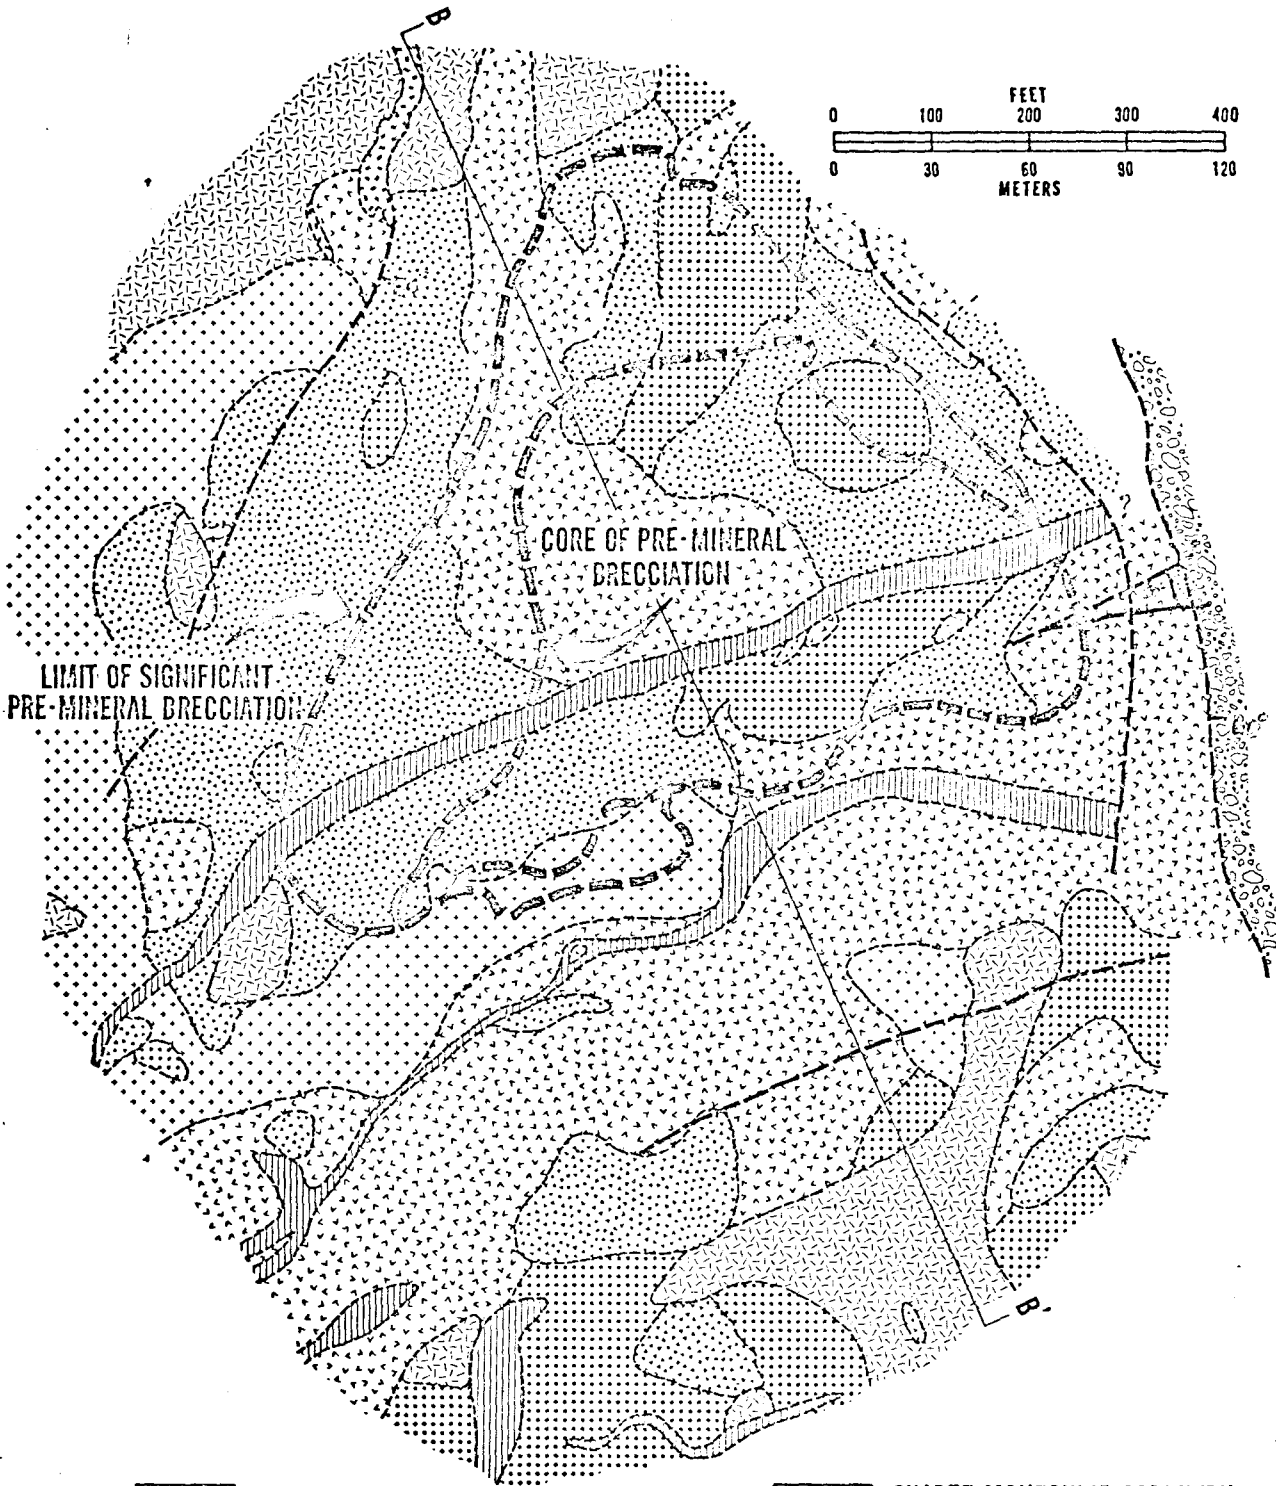 B
FEET
0 100 200 300 400
0 30 60 90 120
METERS
?
CORE OF PRE-MINERAL
BRECCIATION
LIMIT OF SIGNIFICANT
PRE-MINERAL BRECCIATION
B'